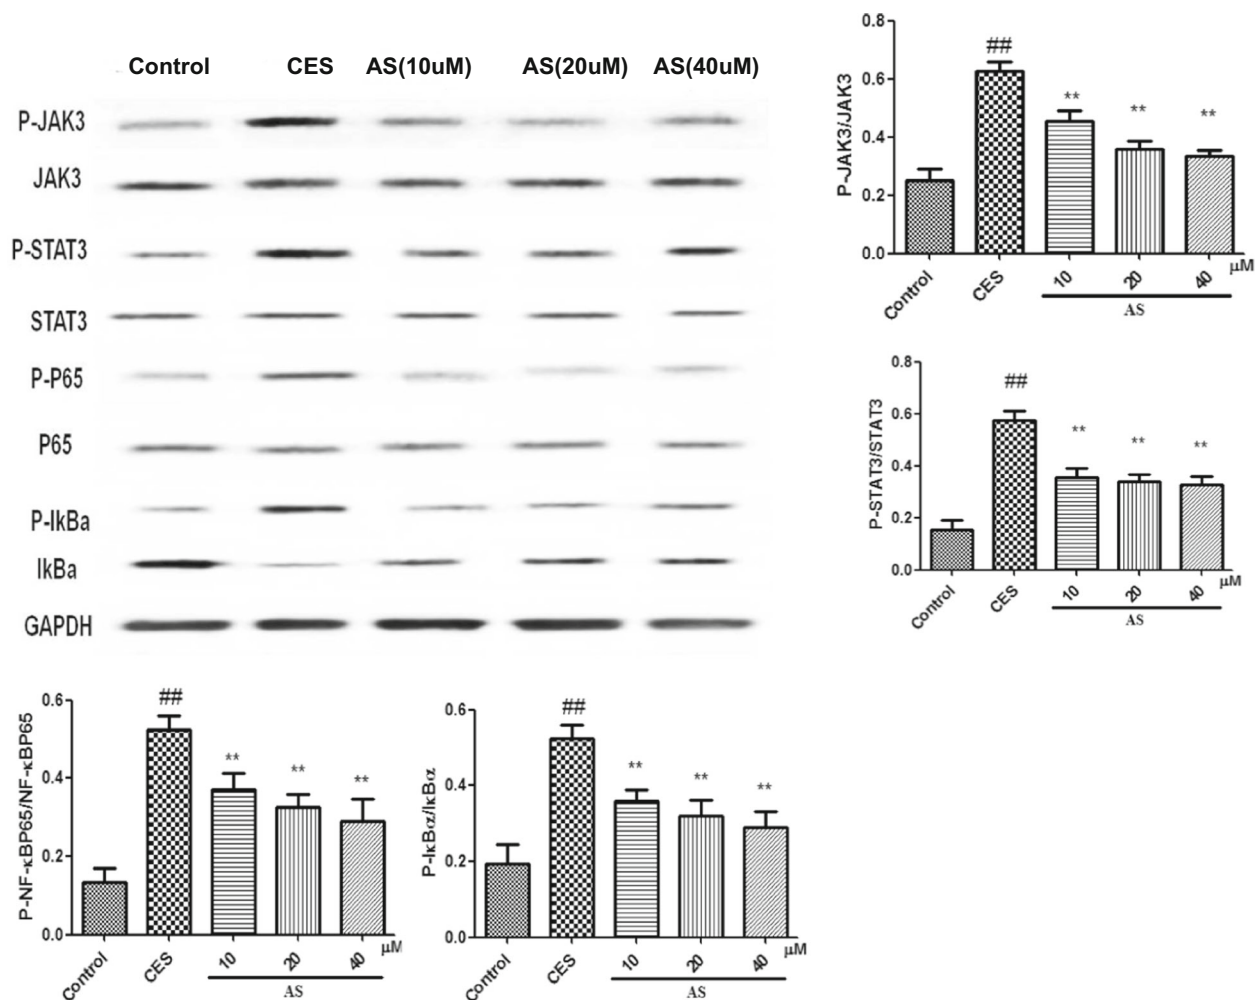 Control CES AS(10uM) AS(20uM) AS(40uM)
P-JAK3
JAK3
P-STAT3
STAT3
P-P65
P65
P-IkBa
IkBa
GAPDH
P-JAK3/JAK3
0.8
0.6
0.4
0.2
0.0
##
**
**
**
Control CES 10 20 40 μM
AS
P-STAT3/STAT3
0.8
0.6
0.4
0.2
0.0
##
**
**
**
Control CES 10 20 40 μM
AS
P-NF-κBP65/NF-κBP65
0.6
0.4
0.2
0.0
##
**
**
**
Control CES 10 20 40 μM
AS
P-IκBα/IκBα
0.6
0.4
0.2
0.0
##
**
**
**
Control CES 10 20 40 μM
AS